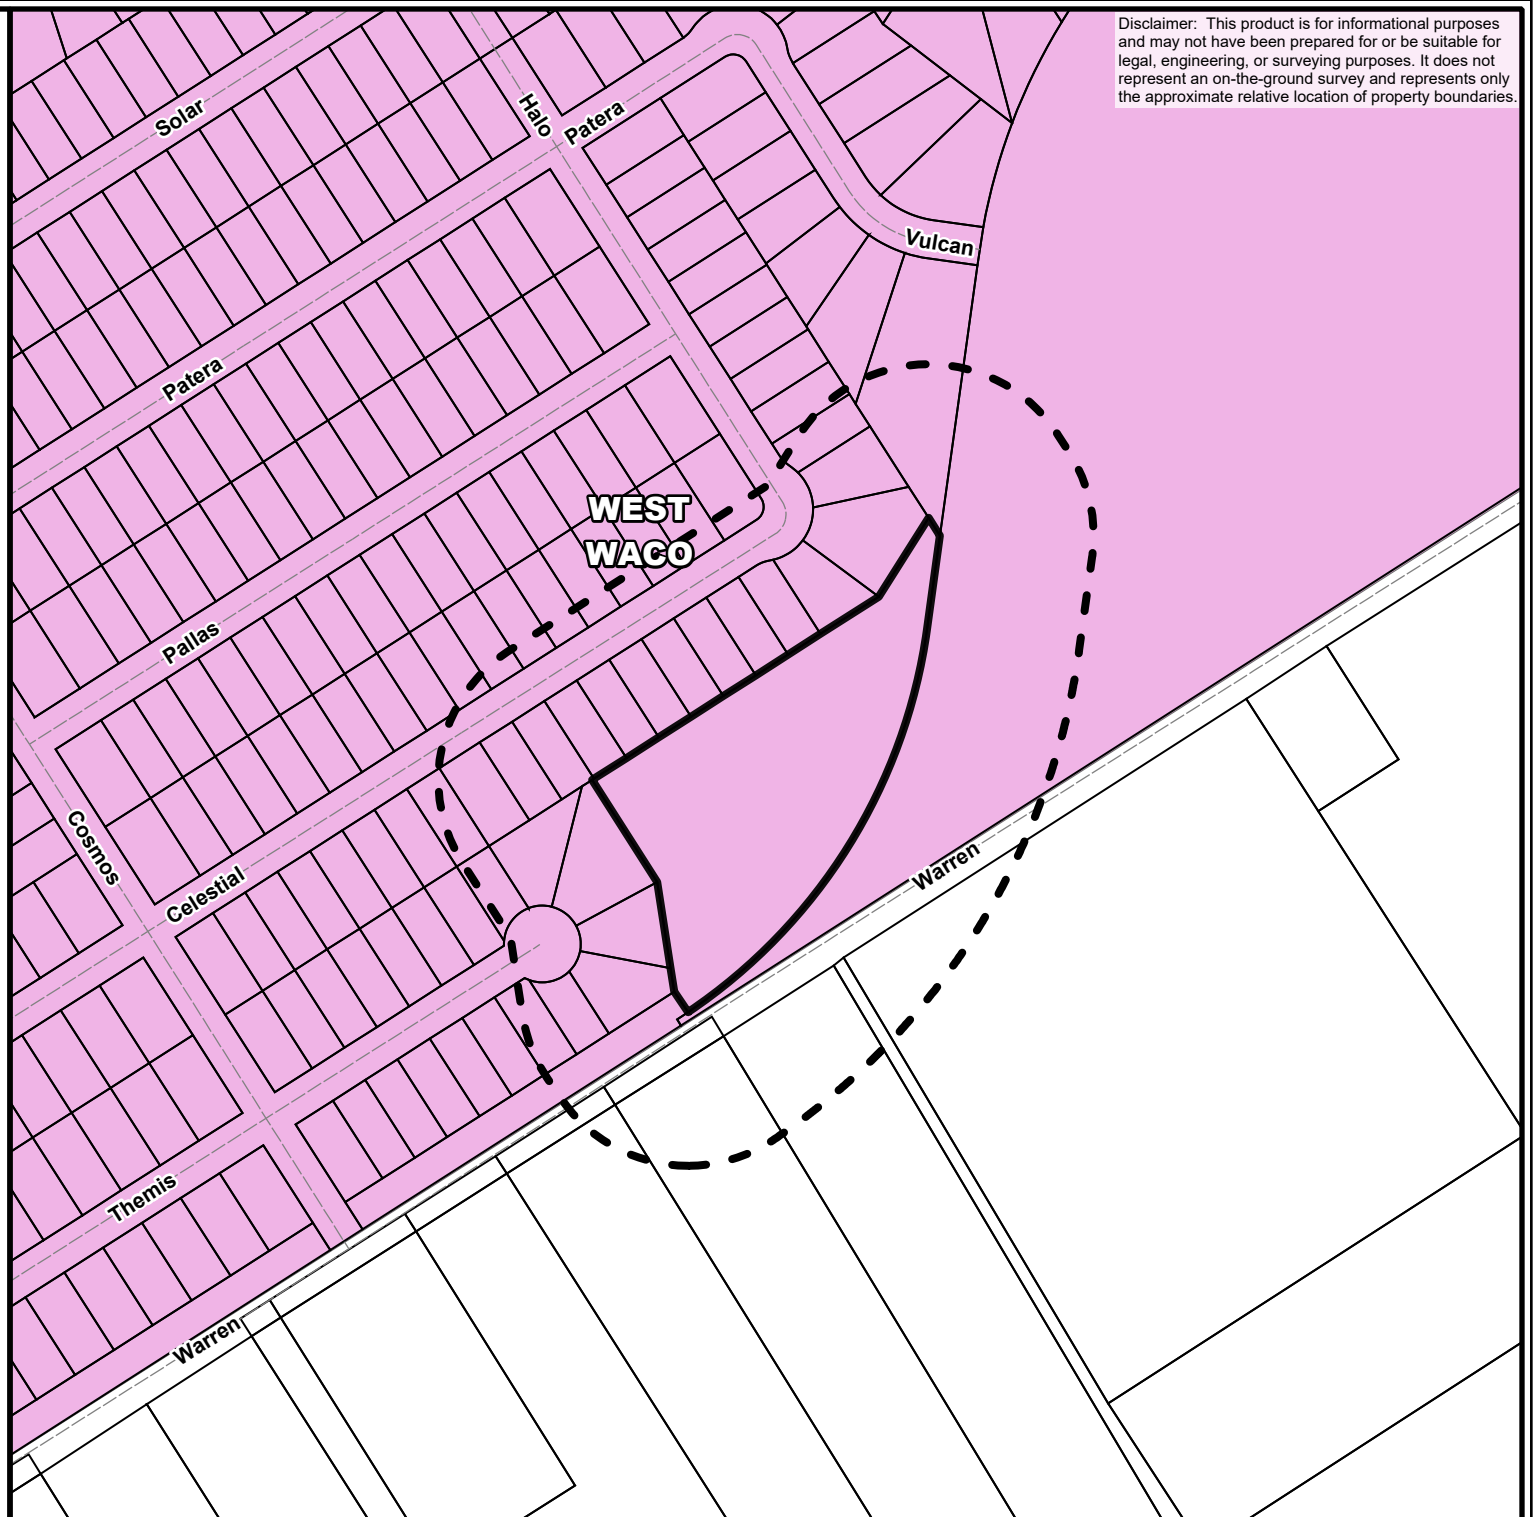 Disclaimer:  This product is for informational purposes
and may not have been prepared for or be suitable for
legal, engineering, or surveying purposes. It does not
represent an on-the-ground survey and represents only
the approximate relative location of property boundaries.
Solar
Halo
Patera
Vulcan
Patera
WEST
WACO
Pallas
Cosmos
Celestial
Warren
Themis
Warren